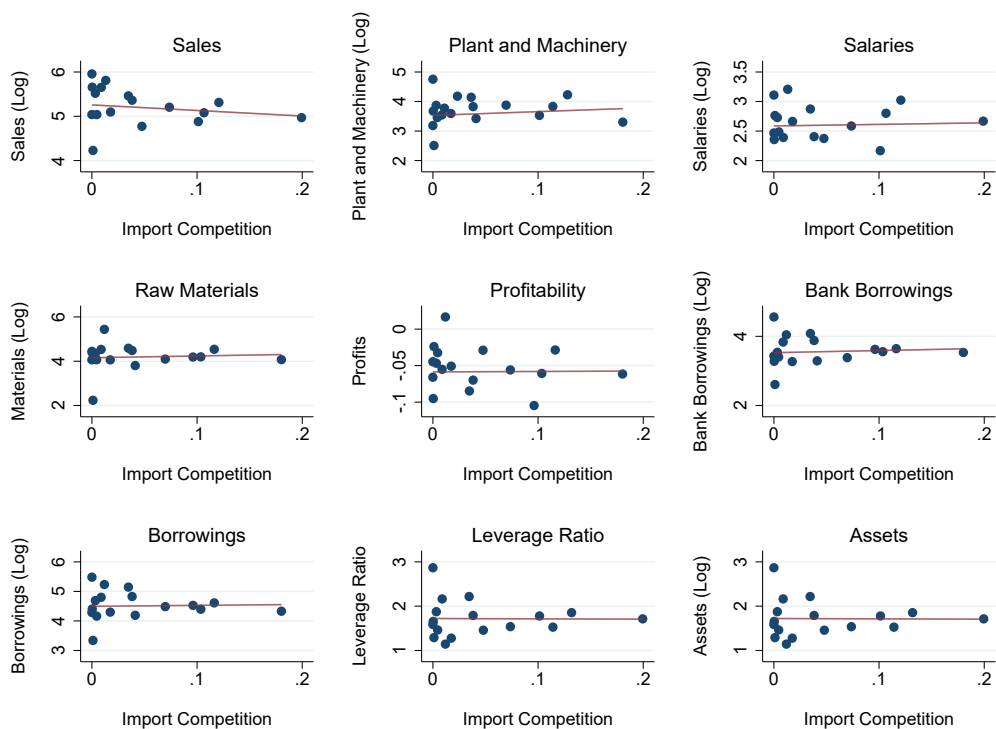 Sales
Sales (Log)
6
5
4
0
.1
.2
Import Competition
Plant and Machinery
Plant and Machinery (Log)
5
4
3
2
0
.1
.2
Import Competition
Salaries
Salaries (Log)
3.5
3
2.5
2
0
.1
.2
Import Competition
Raw Materials
Materials (Log)
6
4
2
0
.1
.2
Import Competition
Profitability
Profits
0
-.05
-.1
0
.1
.2
Import Competition
Bank Borrowings
Bank Borrowings (Log)
4
2
0
.1
.2
Import Competition
Borrowings
Borrowings (Log)
6
5
4
3
0
.1
.2
Import Competition
Leverage Ratio
Leverage Ratio
3
2
1
0
.1
.2
Import Competition
Assets
Assets (Log)
3
2
1
0
.1
.2
Import Competition